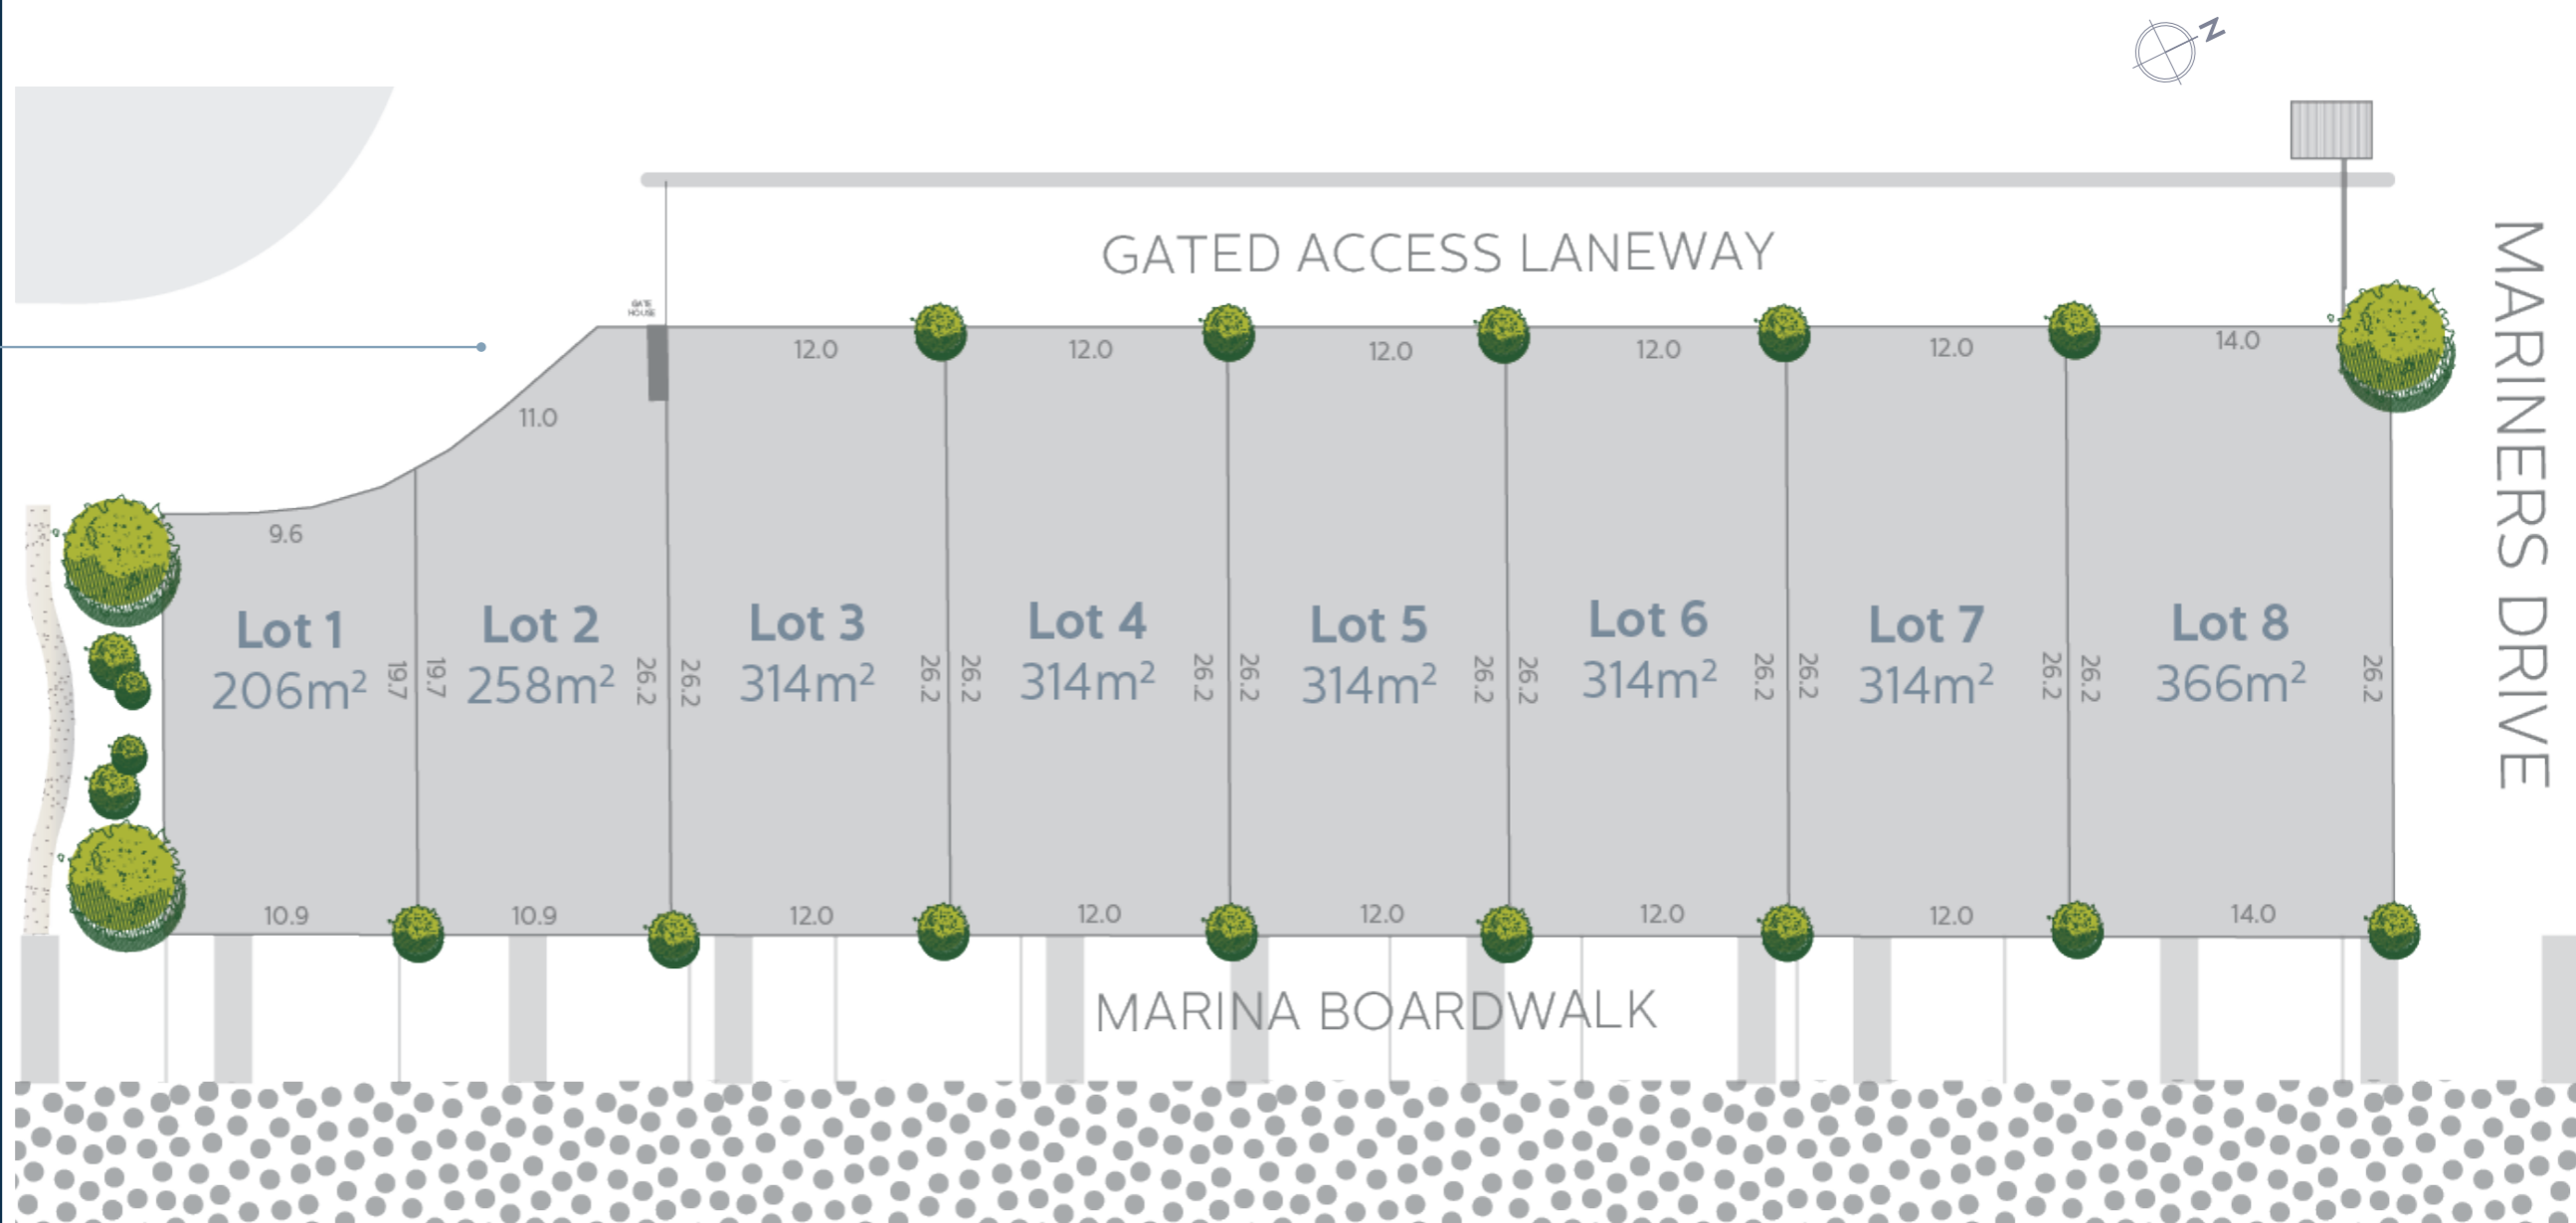 N
GATED ACCESS LANEWAY
MARINERS DRIVE
GATE
HOUSE
12.0
12.0
12.0
12.0
12.0
14.0
11.0
9.6
Lot 1
206m²
19.7
19.7
Lot 2
258m²
26.2
26.2
Lot 3
314m²
26.2
26.2
Lot 4
314m²
26.2
26.2
Lot 5
314m²
26.2
26.2
Lot 6
314m²
26.2
26.2
Lot 7
314m²
26.2
26.2
Lot 8
366m²
26.2
10.9
10.9
12.0
12.0
12.0
12.0
12.0
14.0
MARINA BOARDWALK